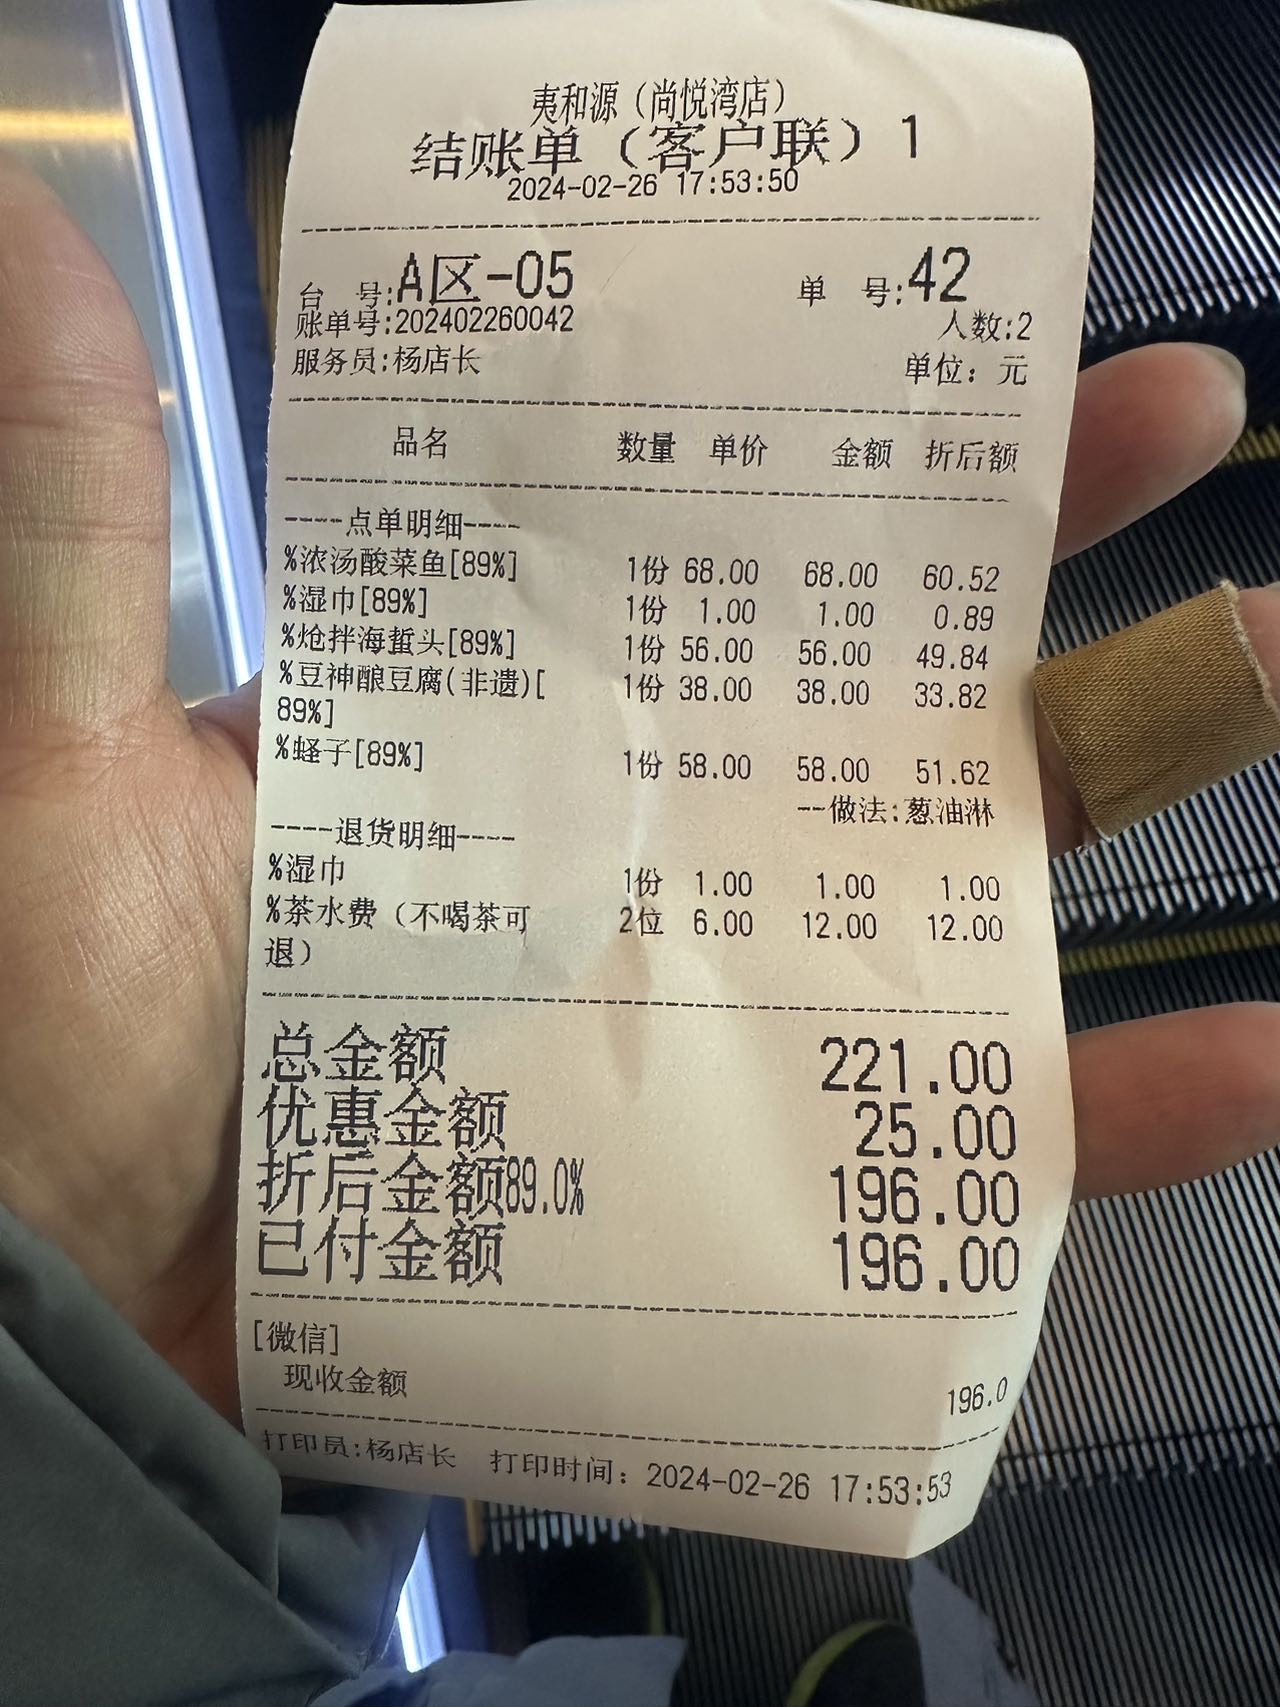 夷和源（尚悦湾店）
结账单（客户联）1
2024-02-26 17:53:50
台 号:A区-05 单 号:42
账单号:202402260042 人数:2
服务员:杨店长 单位：元
品名 数量 单价 金额 折后额
----点单明细----
%浓汤酸菜鱼[89%] 1份 68.00 68.00 60.52
%湿巾[89%] 1份 1.00 1.00 0.89
%炝拌海蜇头[89%] 1份 56.00 56.00 49.84
%豆神酿豆腐(非遗)[ 1份 38.00 38.00 33.82
89%]
%蛏子[89%] 1份 58.00 58.00 51.62
--做法:葱油淋
----退货明细----
%湿巾 1份 1.00 1.00 1.00
%茶水费（不喝茶可 2位 6.00 12.00 12.00
退）
总金额 221.00
优惠金额 25.00
折后金额89.0% 196.00
已付金额 196.00
[微信]
现收金额 196.0
打印员:杨店长 打印时间：2024-02-26 17:53:53